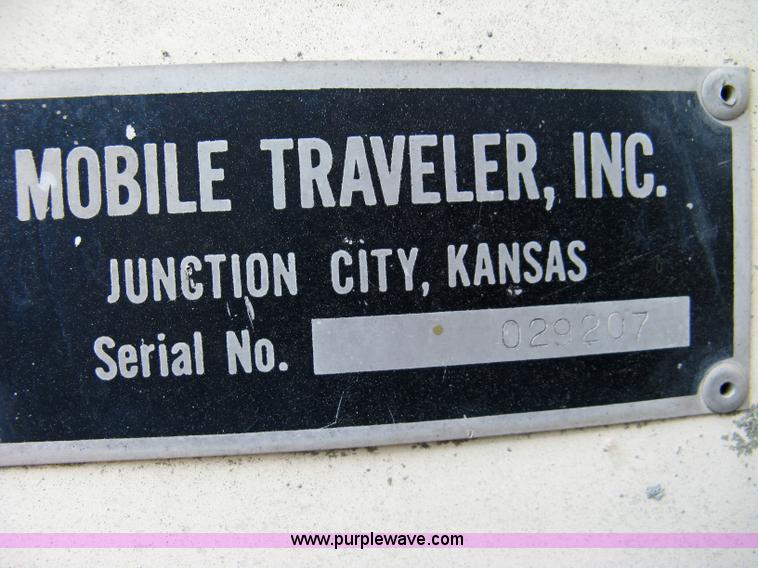 MOBILE TRAVELER, INC.
JUNCTION CITY, KANSAS
Serial No. 029207
www.purplewave.com